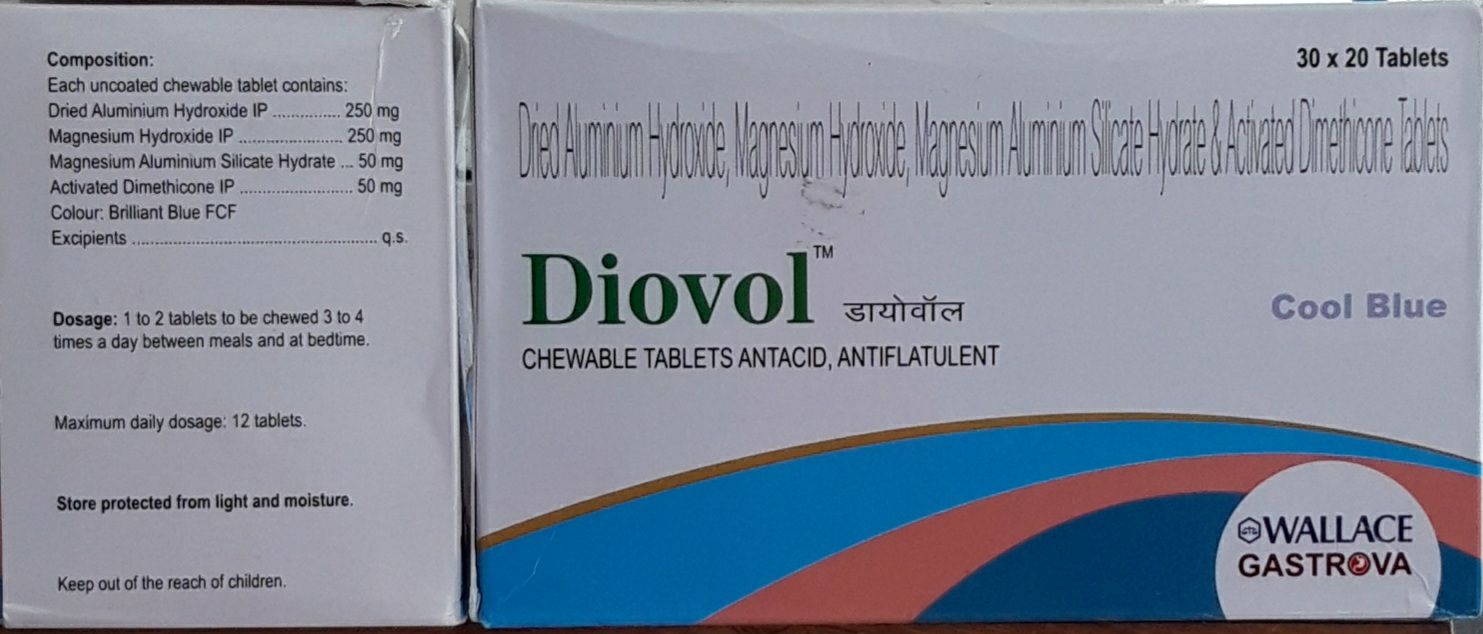 Composition:
Each uncoated chewable tablet contains:
Dried Aluminium Hydroxide IP ............... 250 mg
Magnesium Hydroxide IP ....................... 250 mg
Magnesium Aluminium Silicate Hydrate ... 50 mg
Activated Dimethicone IP ......................... 50 mg
Colour: Brilliant Blue FCF
Excipients ...................................................... q.s.
Dosage: 1 to 2 tablets to be chewed 3 to 4
times a day between meals and at bedtime.
Maximum daily dosage: 12 tablets.
Store protected from light and moisture.
Keep out of the reach of children.
30 x 20 Tablets
Dried Aluminium Hydroxide, Magnesium Hydroxide, Magnesium Aluminium Silicate Hydrate & Activated Dimethicone Tablets
Diovol™ डायोवॉल
Cool Blue
CHEWABLE TABLETS ANTACID, ANTIFLATULENT
WALLACE
GASTROVA